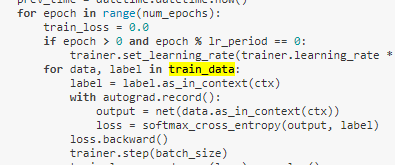 prev_time = datetime.datetime.now()
for epoch in range(num_epochs):
train_loss = 0.0
if epoch > 0 and epoch % lr_period == 0:
trainer.set_learning_rate(trainer.learning_rate *
for data, label in train_data:
label = label.as_in_context(ctx)
with autograd.record():
output = net(data.as_in_context(ctx))
loss = softmax_cross_entropy(output, label)
loss.backward()
trainer.step(batch_size)